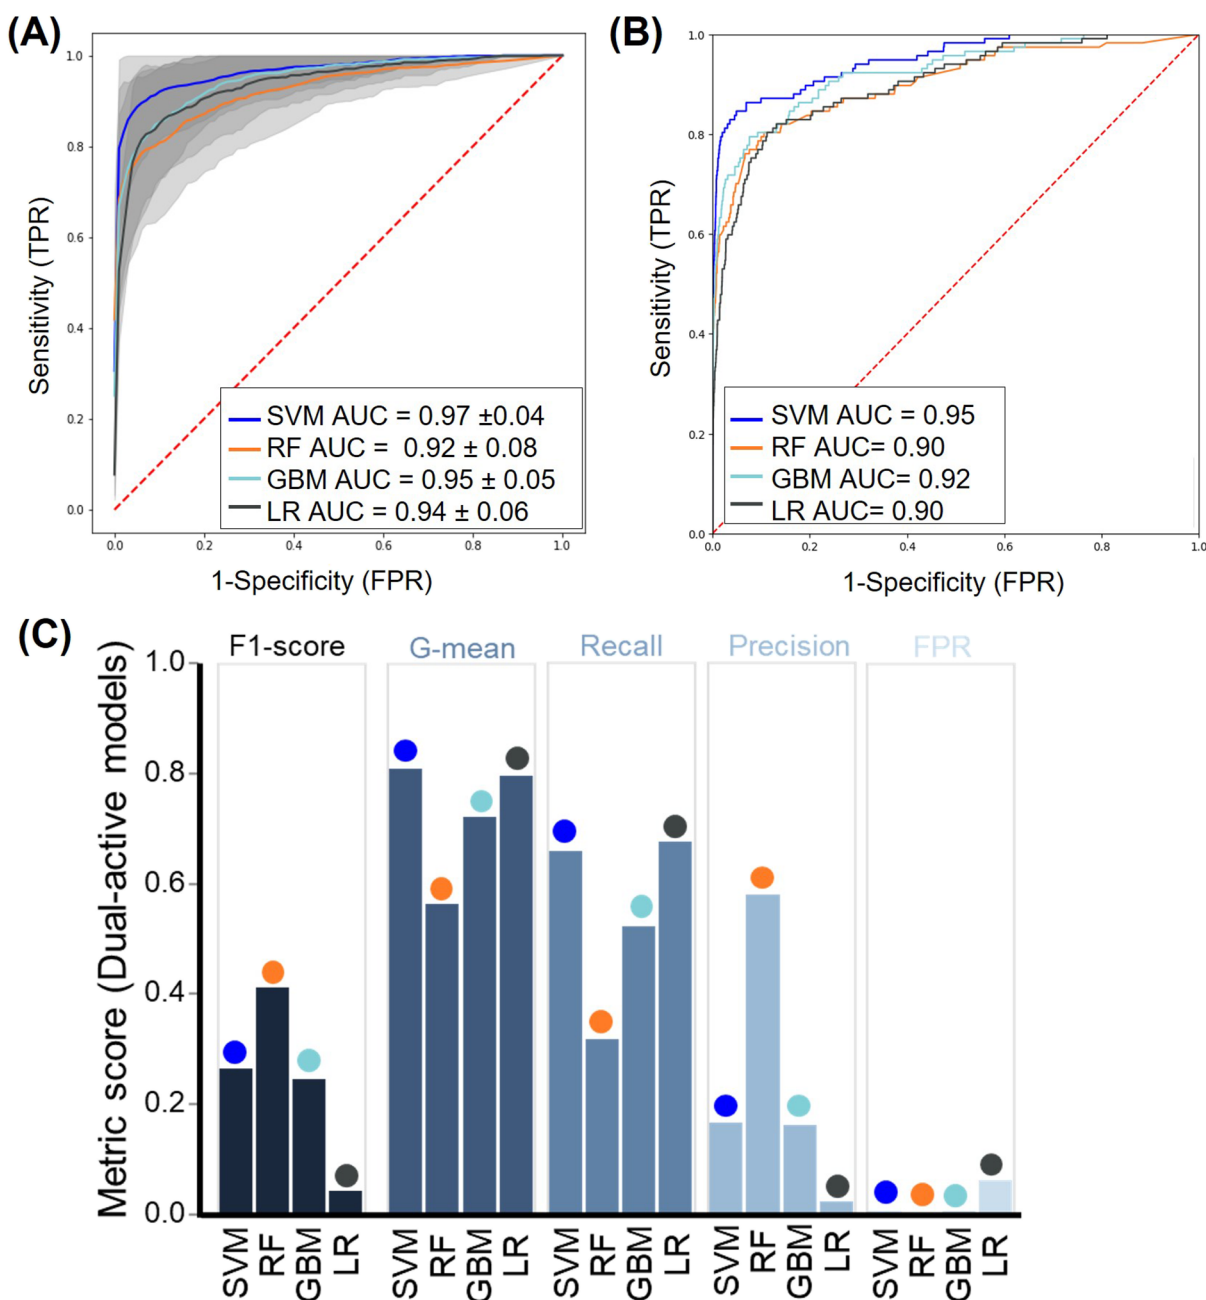 (A)
Sensitivity (TPR)
1.0
0.8
0.6
0.4
0.2
0.0
SVM AUC = 0.97 ±0.04
RF AUC = 0.92 ± 0.08
GBM AUC = 0.95 ± 0.05
LR AUC = 0.94 ± 0.06
0.0 0.2 0.4 0.6 0.8 1.0
1-Specificity (FPR)
(B)
Sensitivity (TPR)
1.0
0.8
0.6
0.4
0.2
0.0
SVM AUC = 0.95
RF AUC= 0.90
GBM AUC= 0.92
LR AUC= 0.90
0.0 0.2 0.4 0.6 0.8 1.0
1-Specificity (FPR)
(C)
Metric score (Dual-active models)
F1-score G-mean Recall Precision FPR
1.0
0.8
0.6
0.4
0.2
0.0
SVM RF GBM LR SVM RF GBM LR SVM RF GBM LR SVM RF GBM LR SVM RF GBM LR